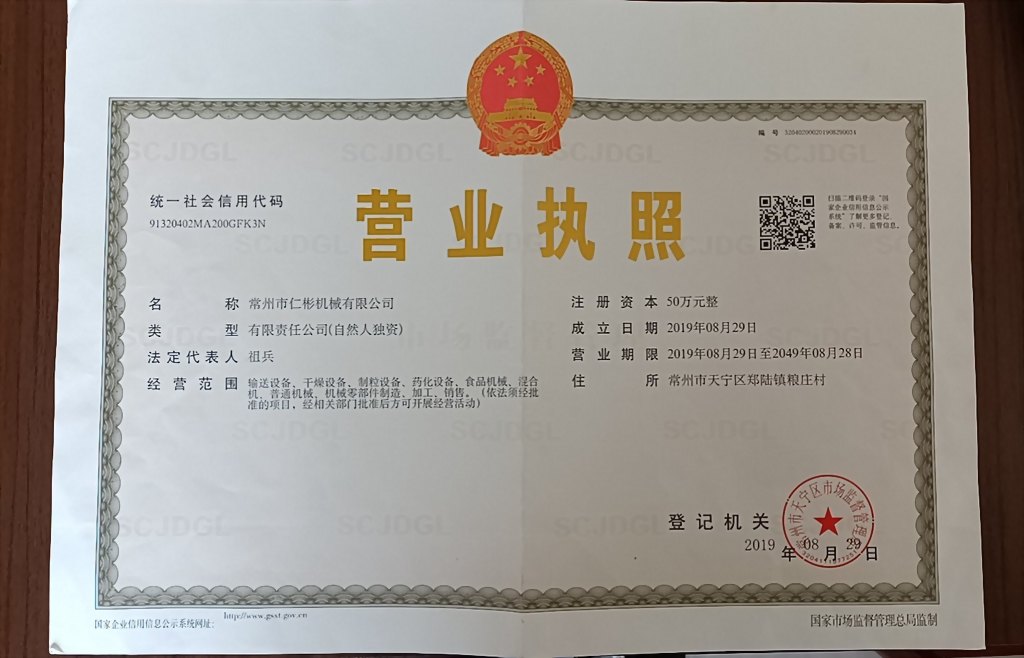 编 号 320402000201908290034
统一社会信用代码
91320402MA200GFK3N
营业执照
扫描二维码登录“国
家企业信用信息公示
系统”了解更多登记、
备案、许可、监管信息。
名 称 常州市仁彬机械有限公司
类 型 有限责任公司(自然人独资)
法定代表人 祖兵
经营范围 输送设备、干燥设备、制粒设备、药化设备、食品机械、混合
机、普通机械、机械零部件制造、加工、销售。(依法须经批
准的项目，经相关部门批准后方可开展经营活动)
注册资本 50万元整
成立日期 2019年08月29日
营业期限 2019年08月29日至2049年08月28日
住 所 常州市天宁区郑陆镇粮庄村
登记机关
常州市天宁区市场监督管理局
2019 年 08 月 29 日
国家企业信用信息公示系统网址：
http://www.gsxt.gov.cn
国家市场监督管理总局监制
SCJDGL
市场监督